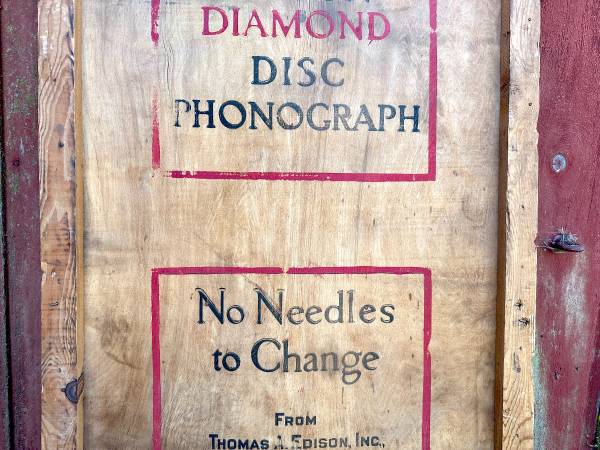 DIAMOND
DISC
PHONOGRAPH
No Needles
to Change
FROM
THOMAS A. EDISON, INC.,